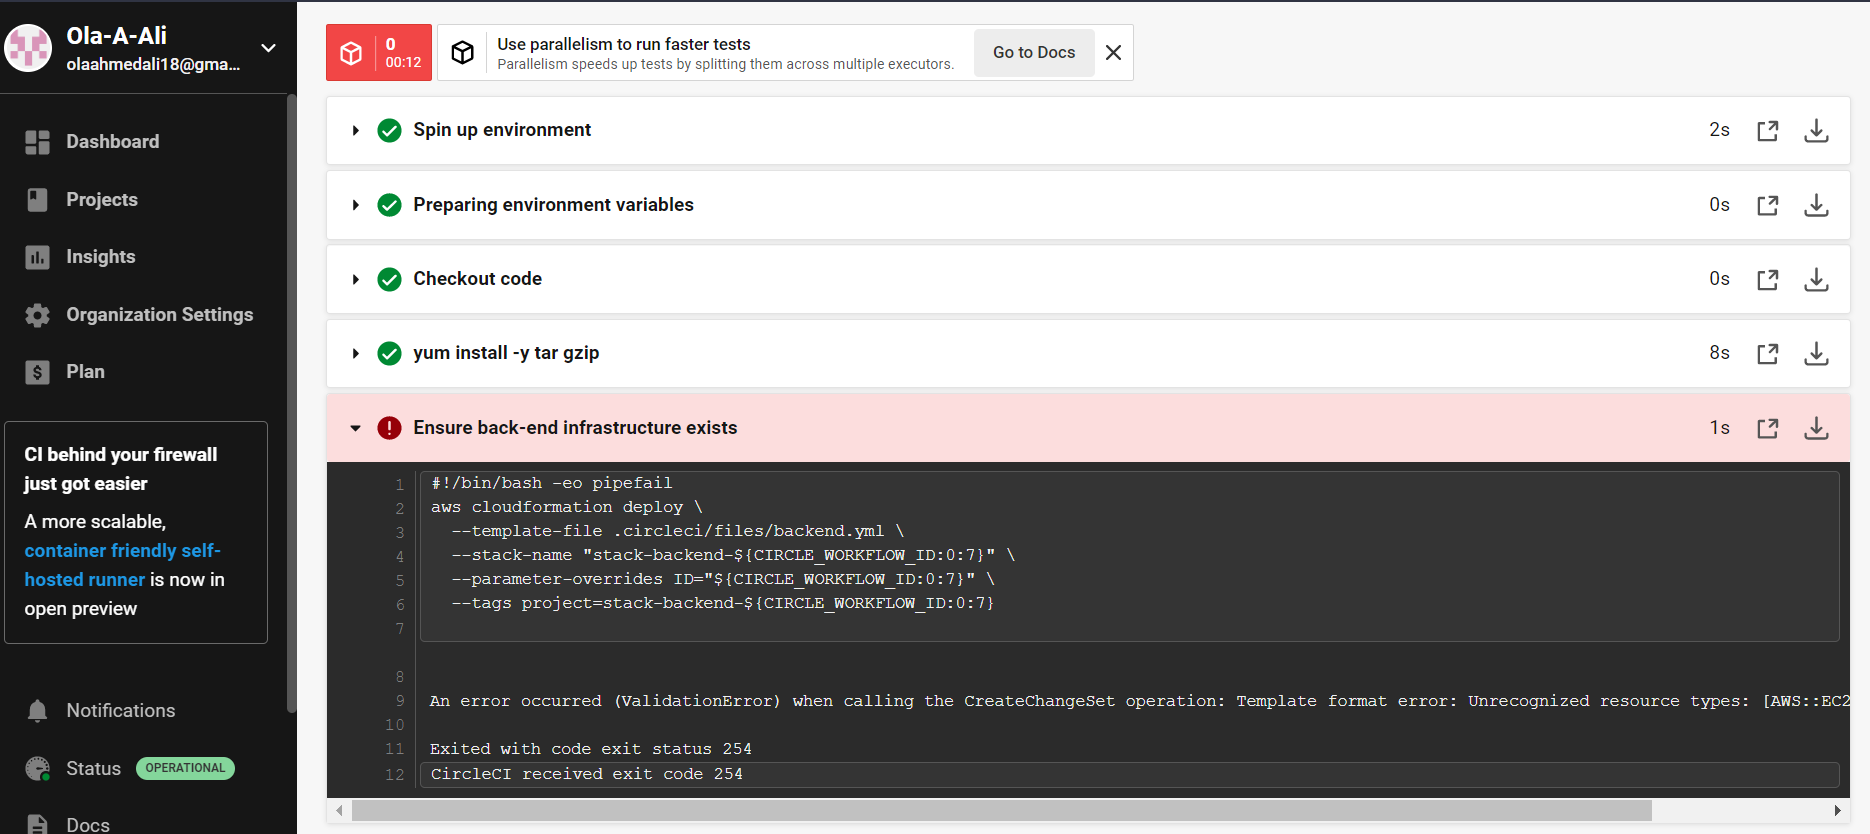 Ola-A-Ali
olaahmedali18@gma...
Dashboard
Projects
Insights
Organization Settings
Plan
CI behind your firewall
just got easier
A more scalable,
container friendly self-
hosted runner is now in
open preview
Notifications
Status OPERATIONAL
Docs
0
00:12
Use parallelism to run faster tests
Parallelism speeds up tests by splitting them across multiple executors.
Go to Docs
Spin up environment 2s
Preparing environment variables 0s
Checkout code 0s
yum install -y tar gzip 8s
Ensure back-end infrastructure exists 1s
1 #!/bin/bash -eo pipefail
2 aws cloudformation deploy \
3 --template-file .circleci/files/backend.yml \
4 --stack-name "stack-backend-${CIRCLE_WORKFLOW_ID:0:7}" \
5 --parameter-overrides ID="${CIRCLE_WORKFLOW_ID:0:7}" \
6 --tags project=stack-backend-${CIRCLE_WORKFLOW_ID:0:7}
7
8
9 An error occurred (ValidationError) when calling the CreateChangeSet operation: Template format error: Unrecognized resource types: [AWS::EC2
10
11 Exited with code exit status 254
12 CircleCI received exit code 254